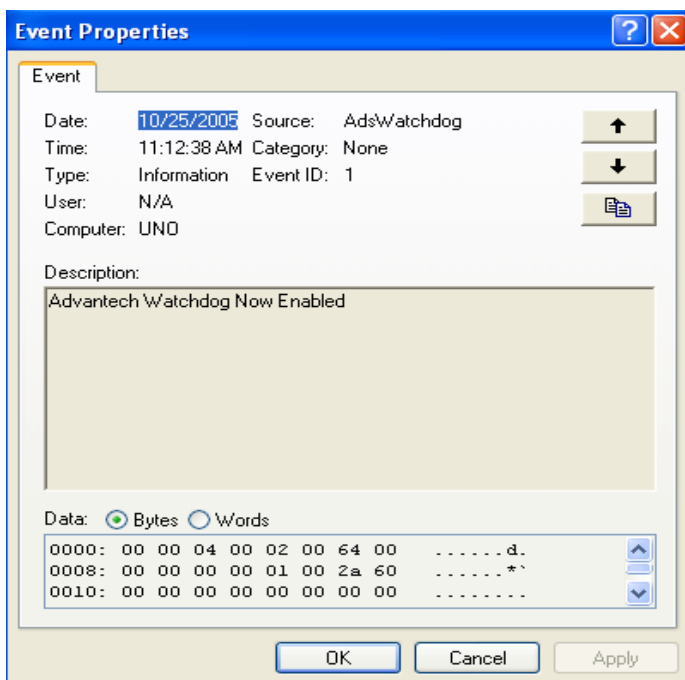 Event Properties
Event
Date: 10/25/2005 Source: AdsWatchdog
Time: 11:12:38 AM Category: None
Type: Information Event ID: 1
User: N/A
Computer: UNO
Description:
Advantech Watchdog Now Enabled
Data: Bytes Words
0000: 00 00 04 00 02 00 64 00 ......d.
0008: 00 00 00 00 01 00 2a 60 ......*`
0010: 00 00 00 00 00 00 00 00 ........
OK Cancel Apply